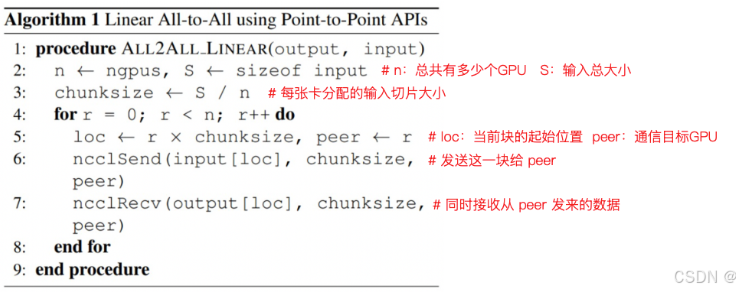 Algorithm 1 Linear All-to-All using Point-to-Point APIs
1: procedure ALL2ALL_LINEAR(output, input)
2: n ← ngpus, S ← sizeof input # n：总共有多少个GPU S：输入总大小
3: chunksize ← S / n # 每张卡分配的输入切片大小
4: for r = 0; r < n; r++ do
5: loc ← r × chunksize, peer ← r # loc：当前块的起始位置 peer：通信目标GPU
6: ncclSend(input[loc], chunksize, # 发送这一块给 peer
peer)
7: ncclRecv(output[loc], chunksize, # 同时接收从 peer 发来的数据
peer)
8: end for
9: end procedure
CSDN @